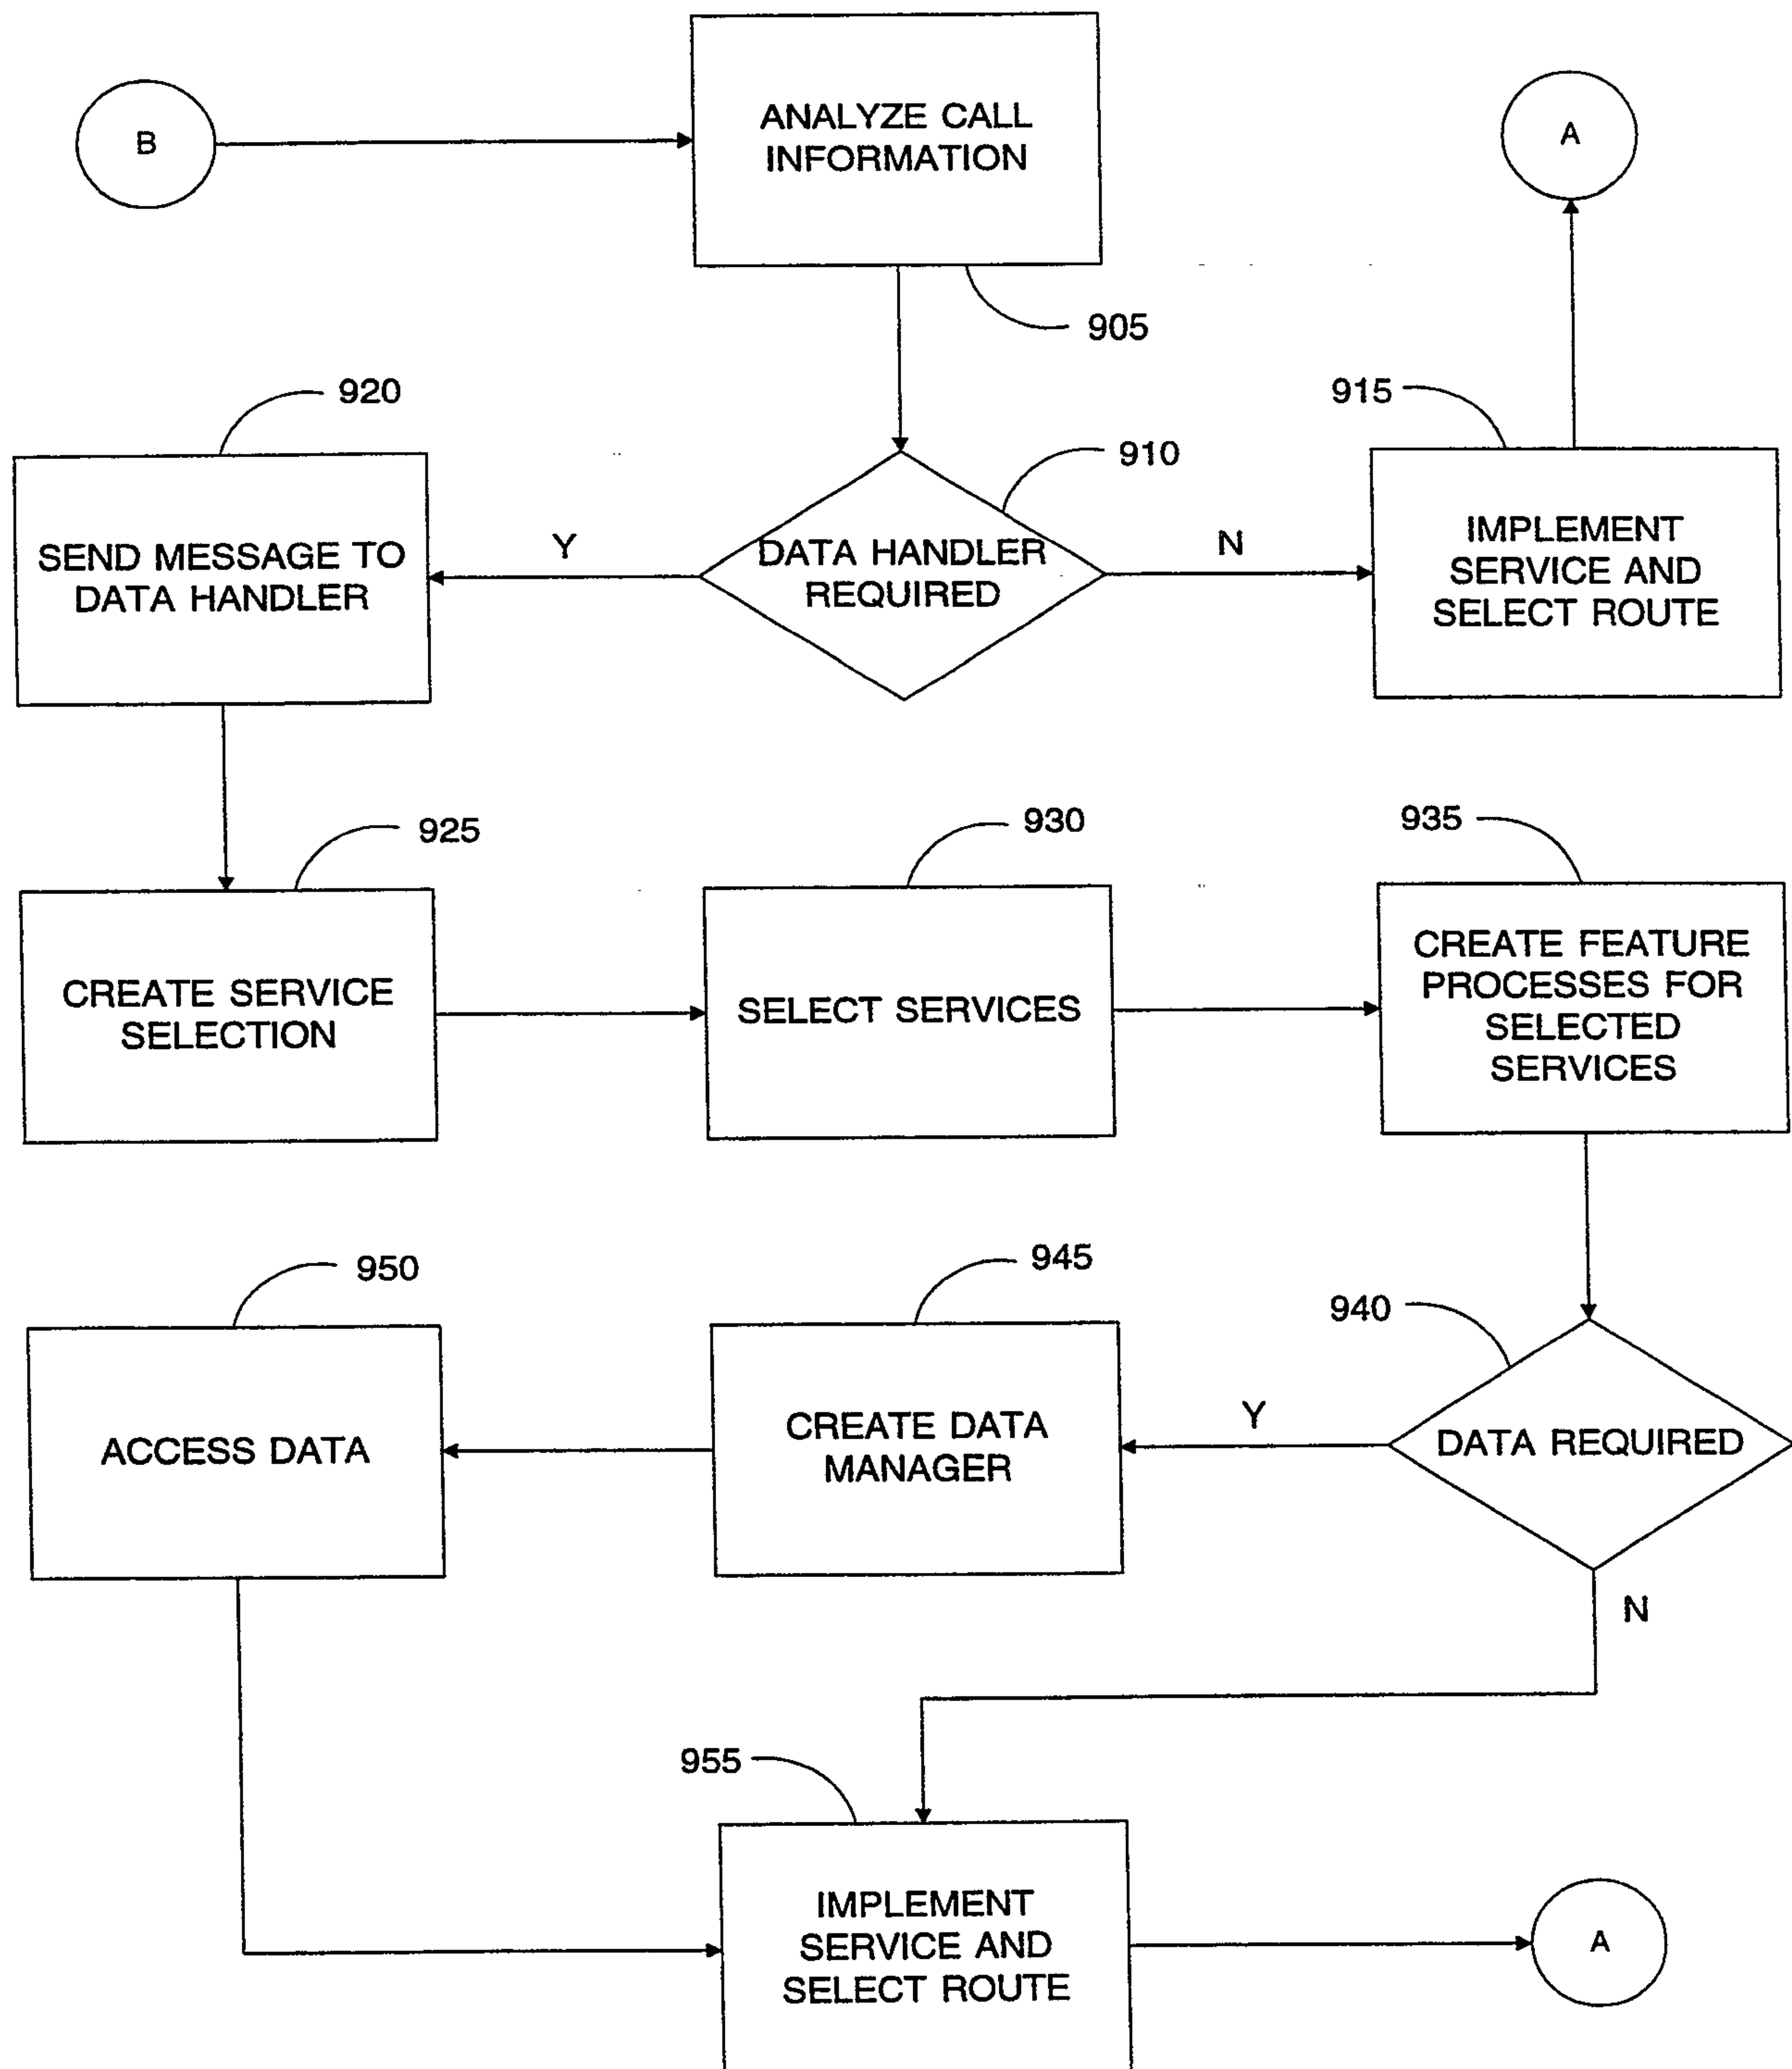 B
ANALYZE CALL
INFORMATION
A
905
920
915
910
SEND MESSAGE TO
DATA HANDLER
Y
DATA HANDLER
REQUIRED
N
IMPLEMENT
SERVICE AND
SELECT ROUTE
925
930
935
CREATE SERVICE
SELECTION
SELECT SERVICES
CREATE FEATURE
PROCESSES FOR
SELECTED
SERVICES
950
945
940
ACCESS DATA
CREATE DATA
MANAGER
Y
DATA REQUIRED
N
955
IMPLEMENT
SERVICE AND
SELECT ROUTE
A